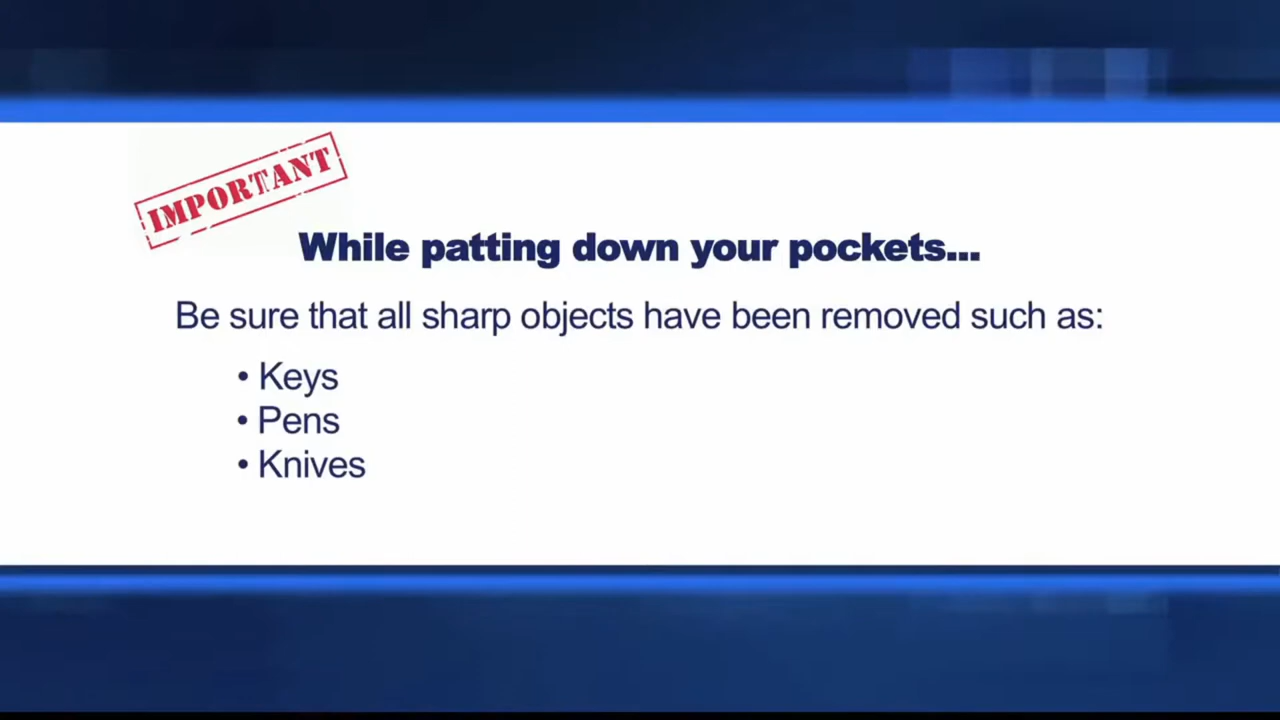 IMPORTANT
While patting down your pockets...
Be sure that all sharp objects have been removed such as:
• Keys
• Pens
• Knives